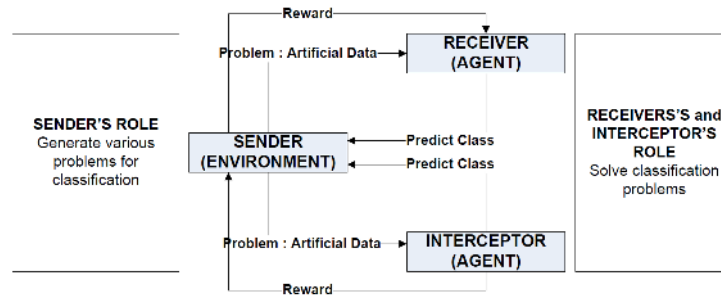 Reward
RECEIVER
(AGENT)
Problem : Artificial Data
SENDER'S ROLE
Generate various
problems for
classification
SENDER
(ENVIRONMENT)
Predict Class
Predict Class
RECEIVERS'S and
INTERCEPTOR'S
ROLE
Solve classification
problems
Problem : Artificial Data
INTERCEPTOR
(AGENT)
Reward